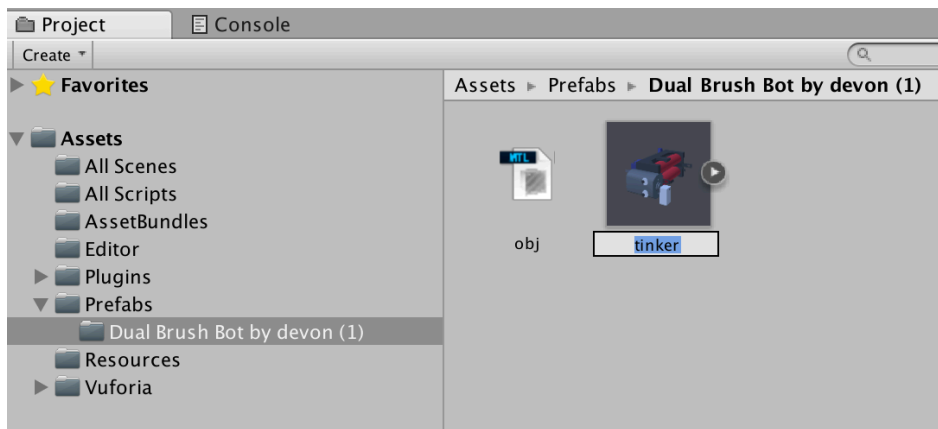 Project
Console
Create
Favorites
Assets ▶ Prefabs ▶ Dual Brush Bot by devon (1)
Assets
All Scenes
All Scripts
AssetBundles
Editor
Plugins
Prefabs
Dual Brush Bot by devon (1)
Resources
Vuforia
MTL
obj
tinker